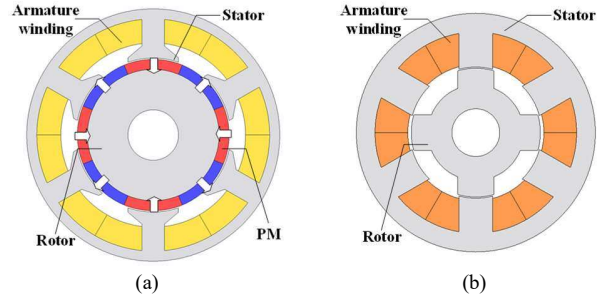 Armature
winding
Stator
Rotor
PM
(a)
Armature
winding
Stator
Rotor
(b)